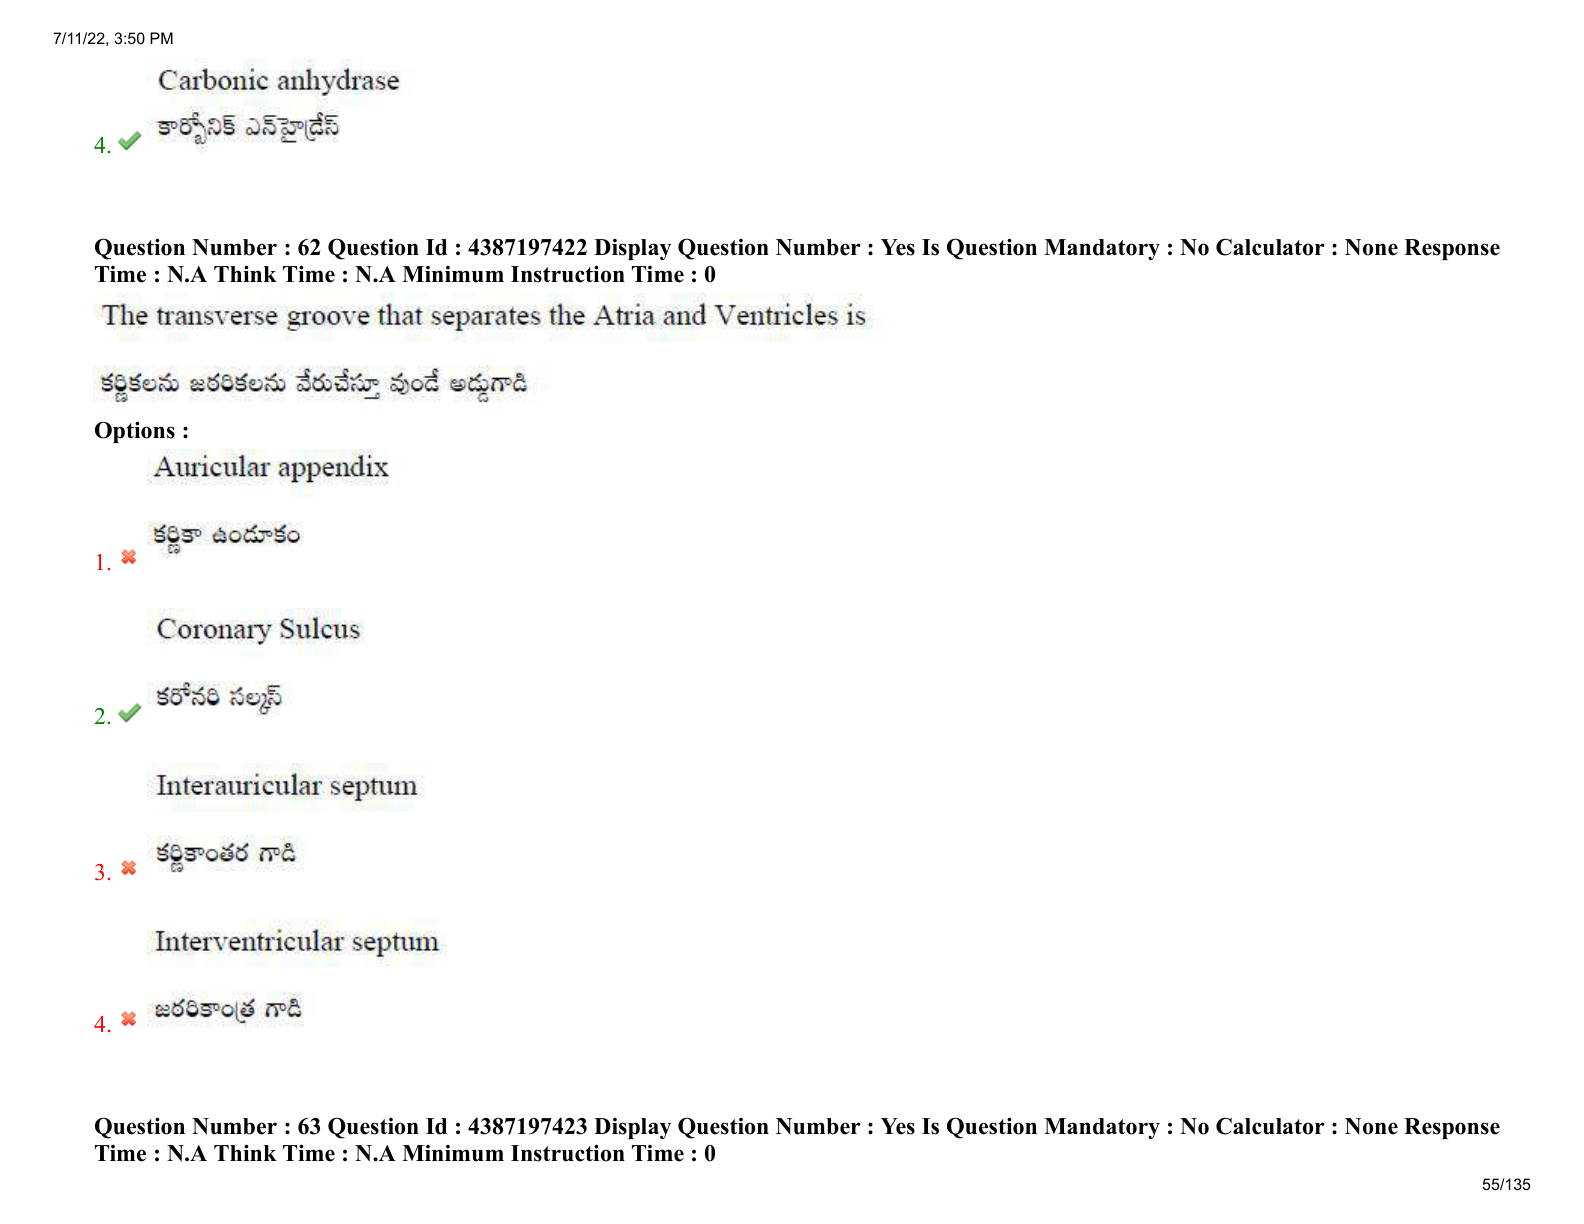 7/11/22, 3:50 PM
Carbonic anhydrase
కార్బోనిక్ ఎన్‌హైడ్రేస్
4.
Question Number : 62 Question Id : 4387197422 Display Question Number : Yes Is Question Mandatory : No Calculator : None Response
Time : N.A Think Time : N.A Minimum Instruction Time : 0
The transverse groove that separates the Atria and Ventricles is
కర్ణికలను జఠరికలను వేరుచేస్తూ వుండే అడ్డుగాడి
Options :
Auricular appendix
కర్ణికా ఉండూకం
1.
Coronary Sulcus
కరోనరి సల్కస్
2.
Interauricular septum
కర్ణికాంతర గాడి
3.
Interventricular septum
జఠరికాంత్ర గాడి
4.
Question Number : 63 Question Id : 4387197423 Display Question Number : Yes Is Question Mandatory : No Calculator : None Response
Time : N.A Think Time : N.A Minimum Instruction Time : 0
55/135